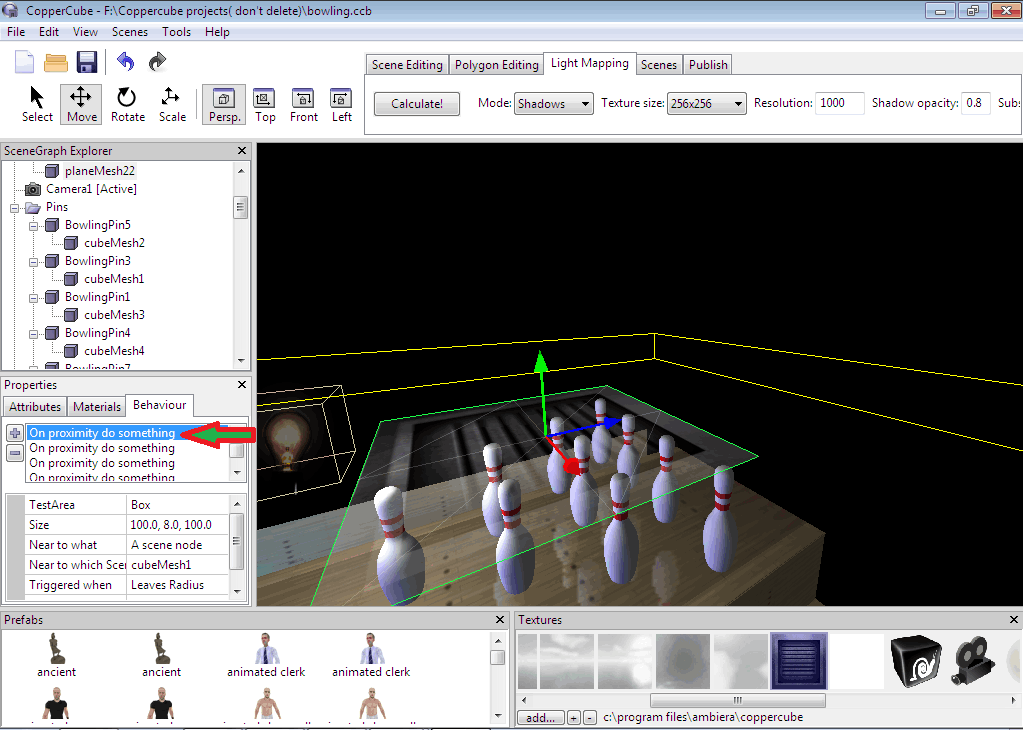 CopperCube - F:\Coppercube projects( don't delete)\bowling.ccb
File Edit View Scenes Tools Help
Scene Editing Polygon Editing Light Mapping Scenes Publish
Calculate! Mode: Shadows Texture size: 256x256 Resolution: 1000 Shadow opacity: 0.8 Subs
Select Move Rotate Scale Persp. Top Front Left
SceneGraph Explorer
planeMesh22
Camera1 [Active]
Pins
BowlingPin5
cubeMesh2
BowlingPin3
cubeMesh1
BowlingPin1
cubeMesh3
BowlingPin4
cubeMesh4
BowlingPin7
Properties
Attributes Materials Behaviour
On proximity do something
On proximity do something
On proximity do something
On proximity do something
TestArea Box
Size 100.0, 8.0, 100.0
Near to what A scene node
Near to which Scen cubeMesh1
Triggered when Leaves Radius
Prefabs
ancient ancient animated clerk animated clerk
Textures
add... + - c:\program files\ambiera\coppercube